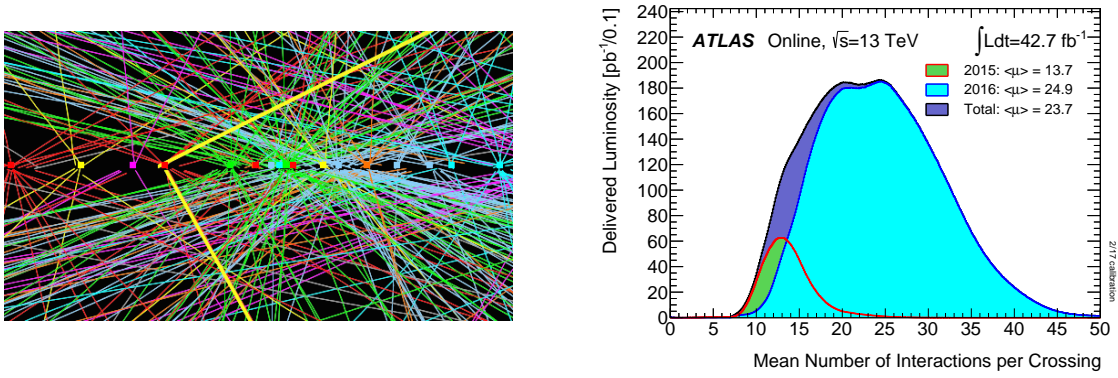 ATLAS Online, √s=13 TeV ∫Ldt=42.7 fb⁻¹
2015: <μ> = 13.7
2016: <μ> = 24.9
Total: <μ> = 23.7
Delivered Luminosity [pb⁻¹/0.1]
240
220
200
180
160
140
120
100
80
60
40
20
0
0 5 10 15 20 25 30 35 40 45 50
Mean Number of Interactions per Crossing
2/17 calibration